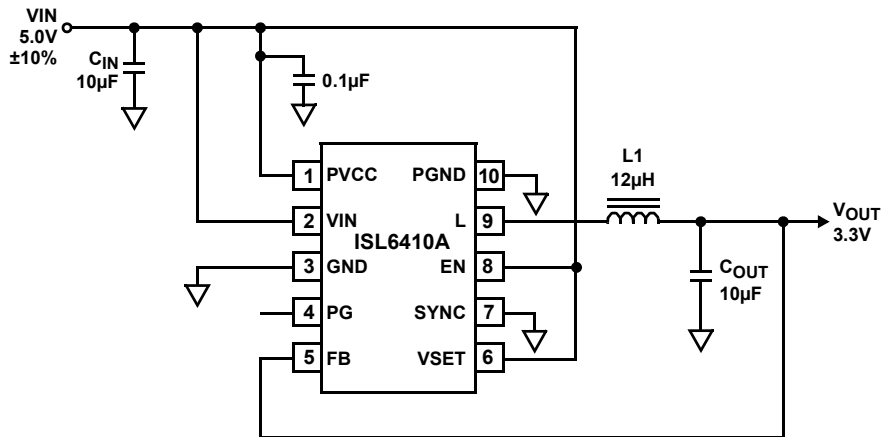 VIN
5.0V
±10%
CIN
10µF
0.1µF
1 PVCC PGND 10
2 VIN L 9
ISL6410A
3 GND EN 8
4 PG SYNC 7
5 FB VSET 6
L1
12µH
VOUT
3.3V
COUT
10µF